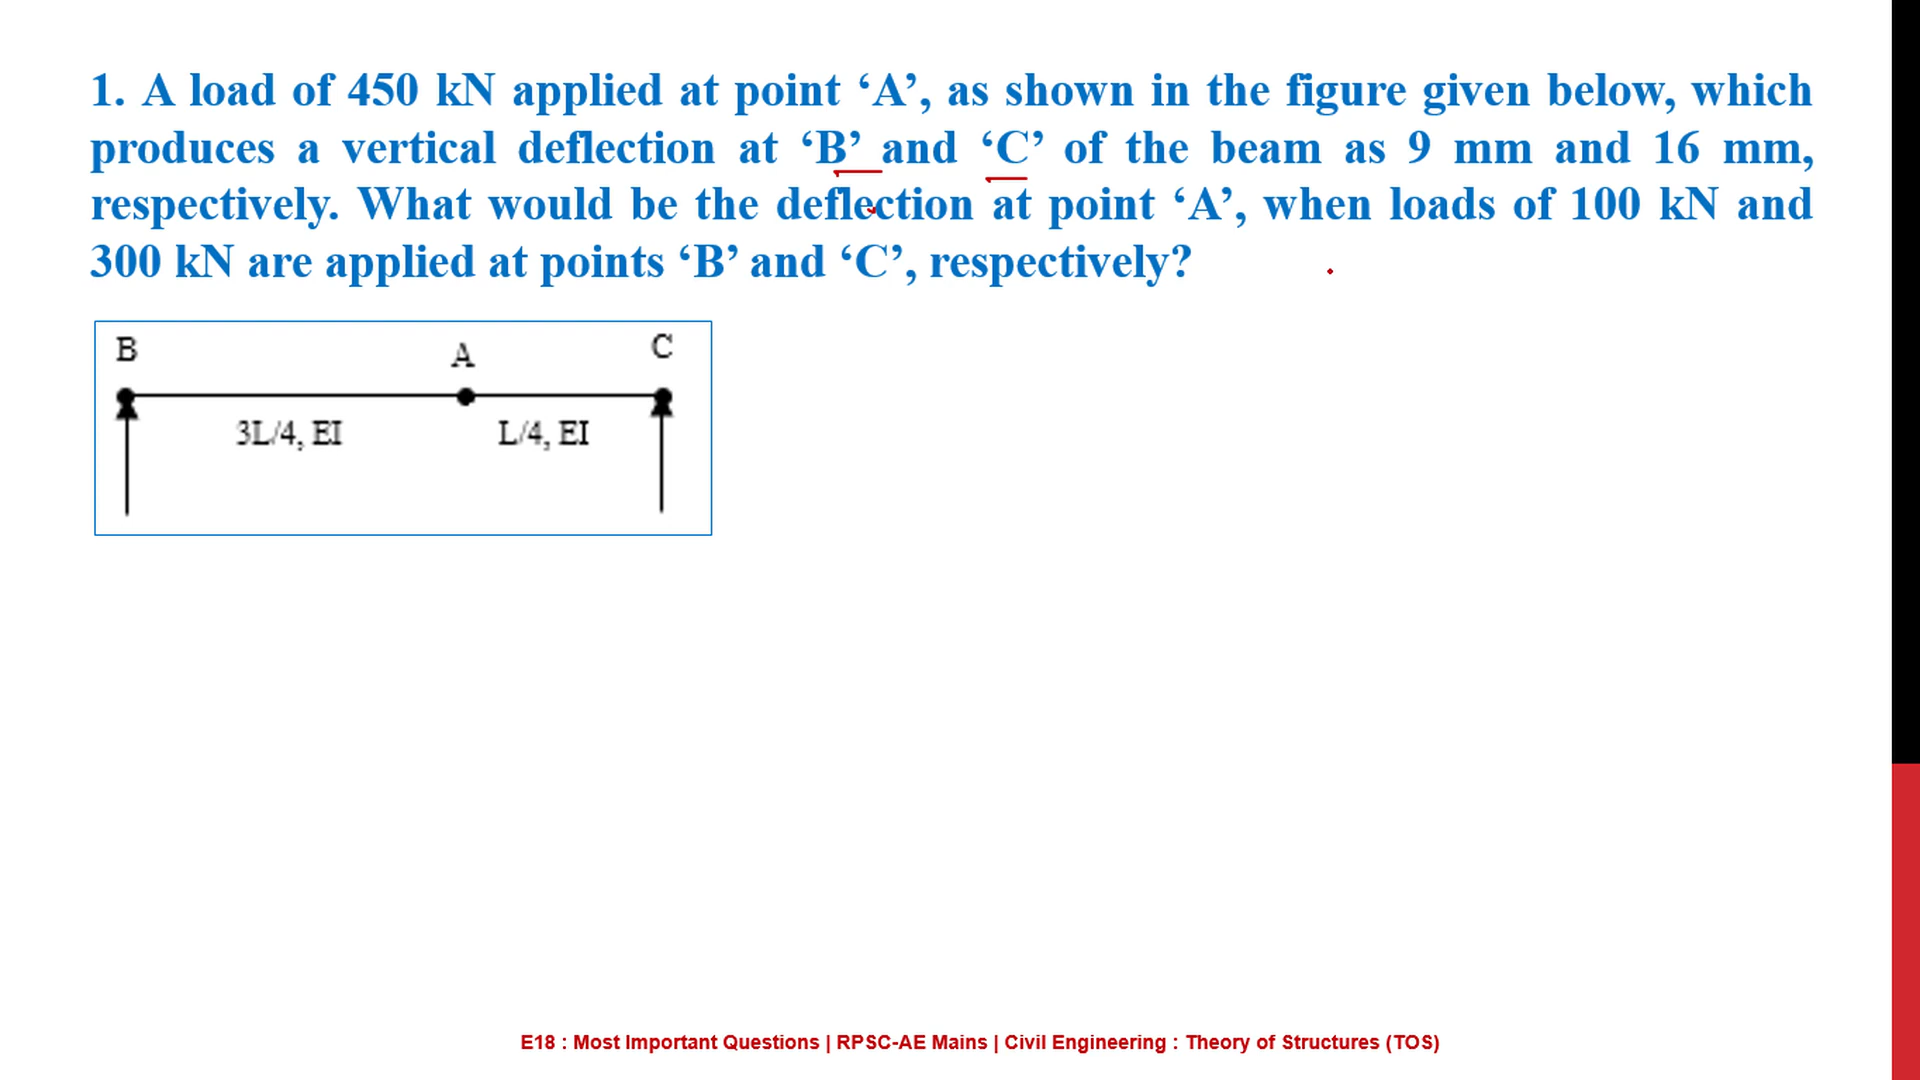 1. A load of 450 kN applied at point ‘A’, as shown in the figure given below, which
produces a vertical deflection at ‘B’ and ‘C’ of the beam as 9 mm and 16 mm,
respectively. What would be the deflection at point ‘A’, when loads of 100 kN and
300 kN are applied at points ‘B’ and ‘C’, respectively?
B A C
3L/4, EI L/4, EI
E18 : Most Important Questions | RPSC-AE Mains | Civil Engineering : Theory of Structures (TOS)